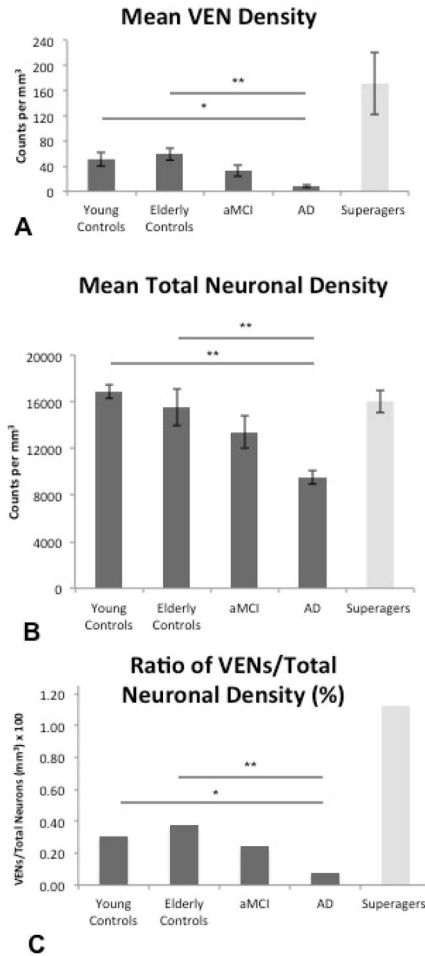 Mean VEN Density
Counts per mm³
240
200
160
120
80
40
0
**
*
Young Controls
Elderly Controls
aMCI
AD
Superagers
A
Mean Total Neuronal Density
Counts per mm³
20000
16000
12000
8000
4000
0
**
**
Young Controls
Elderly Controls
aMCI
AD
Superagers
B
Ratio of VENs/Total
Neuronal Density (%)
VENs/Total Neurons (mm³) x 100
1.20
1.00
0.80
0.60
0.40
0.20
0.00
**
*
Young Controls
Elderly Controls
aMCI
AD
Superagers
C